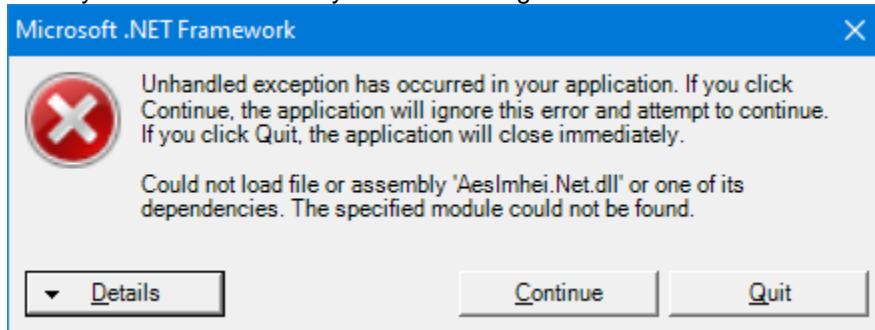 Microsoft .NET Framework
Unhandled exception has occurred in your application. If you click
Continue, the application will ignore this error and attempt to continue.
If you click Quit, the application will close immediately.
Could not load file or assembly 'AesImhei.Net.dll' or one of its
dependencies. The specified module could not be found.
Details
Continue
Quit